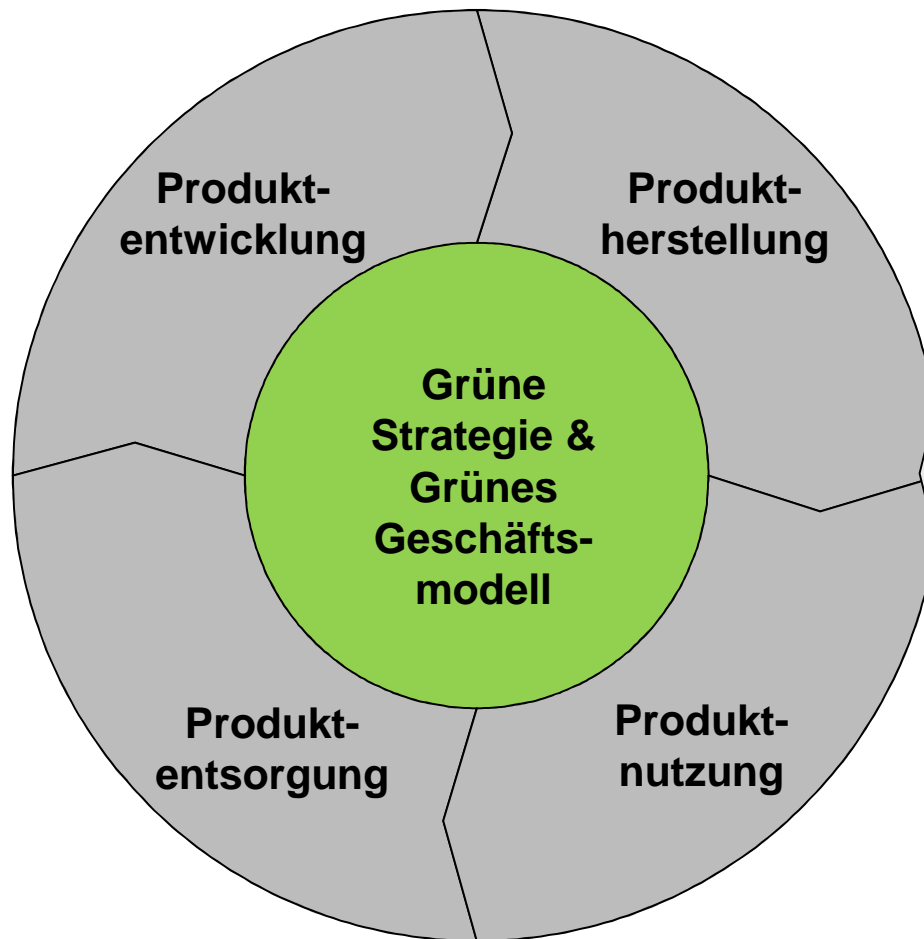 Produkt-
entwicklung
Produkt-
herstellung
Grüne
Strategie &
Grünes
Geschäfts-
modell
Produkt-
entsorgung
Produkt-
nutzung